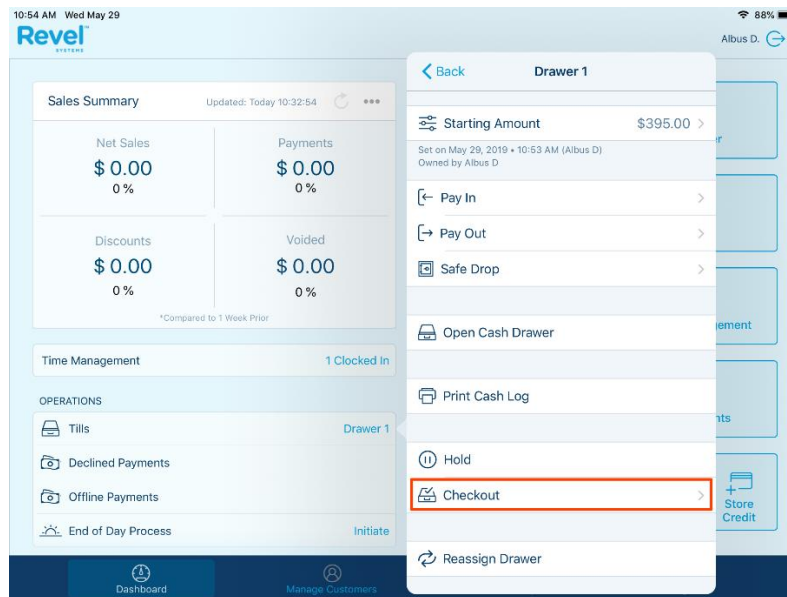 10:54 AM Wed May 29
88%
Revel
SYSTEMS
Albus D.
Sales Summary
Updated: Today 10:32:54
Net Sales
Payments
$ 0.00
$ 0.00
0 %
0 %
Discounts
Voided
$ 0.00
$ 0.00
0 %
0 %
*Compared to 1 Week Prior
Time Management
1 Clocked In
OPERATIONS
Tills
Drawer 1
Declined Payments
Offline Payments
End of Day Process
Initiate
Back
Drawer 1
Starting Amount
$395.00
Set on May 29, 2019 • 10:53 AM (Albus D)
Owned by Albus D
Pay In
Pay Out
Safe Drop
Open Cash Drawer
Print Cash Log
Hold
Checkout
Reassign Drawer
er
ement
nts
Store
Credit
Dashboard
Manage Customers